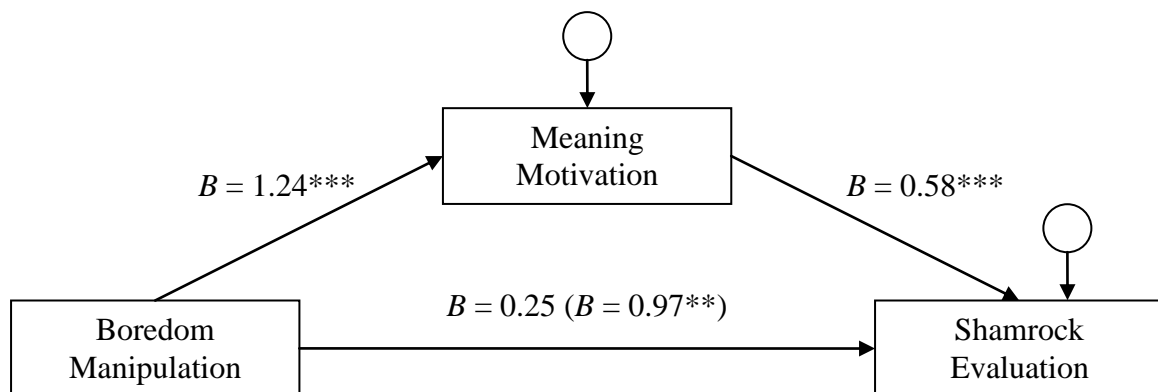 Meaning
Motivation
B = 1.24***
B = 0.58***
B = 0.25 (B = 0.97**)
Boredom
Manipulation
Shamrock
Evaluation